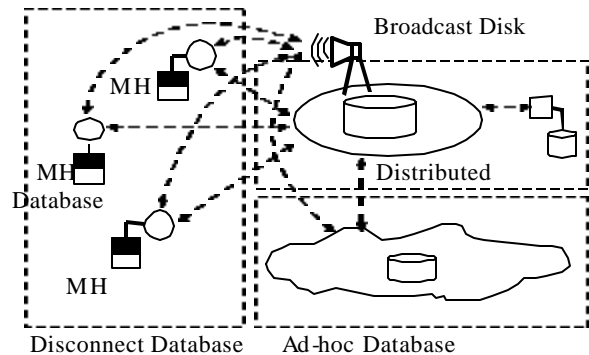 Broadcast Disk
MH
MH
Database
Distributed
MH
Disconnect Database
Ad-hoc Database